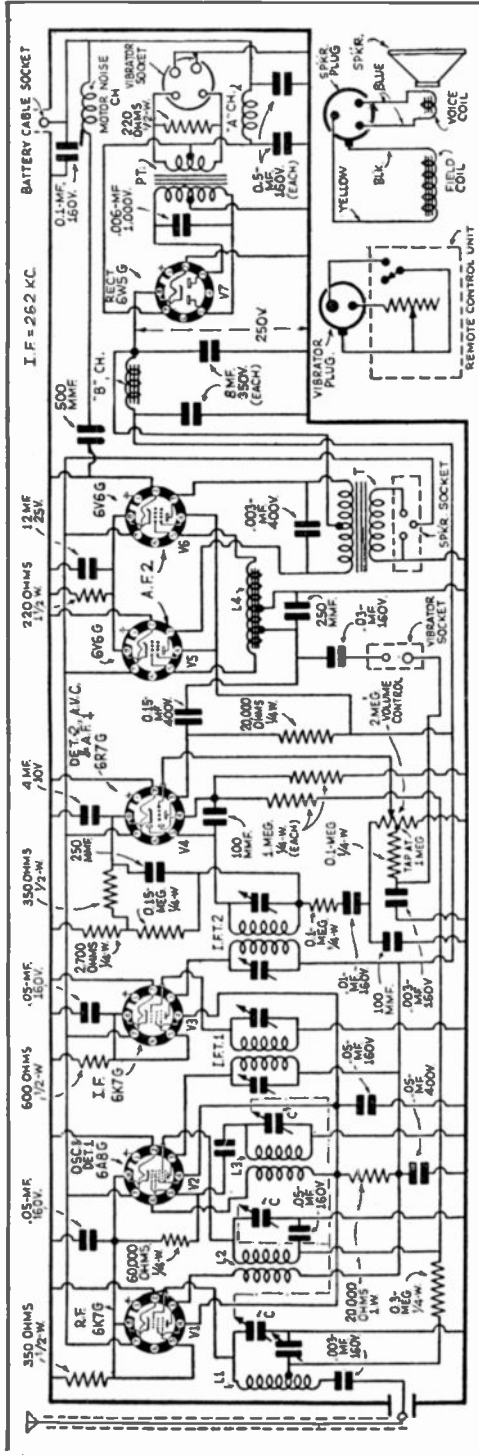 350 OHMS
1/2-W.
.05-MF.
160V.
600 OHMS
1/2-W.
.05-MF.
160V.
350 OHMS
1/2-W.
4 MF.
220 OHMS
1/2 W.
12 MF
25V.
500
MMF.
I.F. = 262 KC.
BATTERY CABLE SOCKET
0.1-MF.
160V.
MOTOR NOISE
CH
R.F.
6K7G
V1
OSC &
DET.1
6A8G
V2
60,000
OHMS
1/4-W.
I.F.
6K7G
V3
2,700
OHMS
1/4-W.
250
MMF.
0.15-
MEG
1/4-W
DET.2, A.V.C.
& A.F.1
6R7G
V4
6V6G
V5
A.F.2
6V6G
V6
"B" CH.
8 MF.
350V.
(EACH)
250V.
RECT
6W5G
V7
.006-MF
1,000V.
P.T.
220
OHMS
1/2-W.
VIBRATOR
SOCKET
"A" CH.
0.5-
MF.
160V.
(EACH)
L1
C
L2
C
L3
C
I.F.T.1
I.F.T.2
.05-
MF.
160V
.003-
MF
160V.
20,000
OHMS
1 W.
0.3-
MEG
1/4-W.
.05-
MF
160V
.05-
MF
400V.
0.1-
MEG
1/4-W
.01-
MF.
160V
100
MMF.
.003-MF
160V
100
MMF.
1. MEG.
1/4-W.
(EACH)
0.1-MEG
1/4-W
TAP AT
.1 MEG
2. MEG.
VOLUME
CONTROL
0.15-
MF
400V.
20,000
OHMS
1/4W.
L4
250
MMF.
.03-
MF.
160V.
VIBRATOR
SOCKET
.003-
MF
400V.
T
SPKR. SOCKET
VIBRATOR
PLUG.
REMOTE CONTROL UNIT
SPKR
PLUG
SPKR.
BLUE
BLK
YELLOW
VOICE
COIL
FIELD
COIL